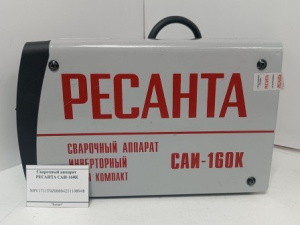 РЕСАНТА
СВАРОЧНЫЙ АППАРАТ
ИНВЕРТОРНЫЙ
КОМПАКТ
САИ-160К
Сварочный аппарат
РЕСАНТА САИ-160К